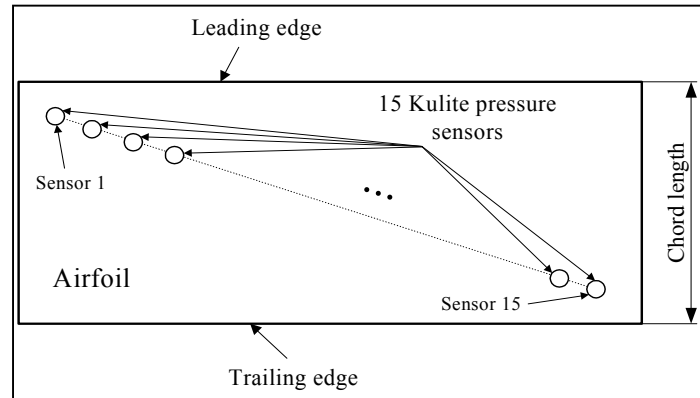 Leading edge
15 Kulite pressure
sensors
Sensor 1
Chord length
Airfoil
Sensor 15
Trailing edge